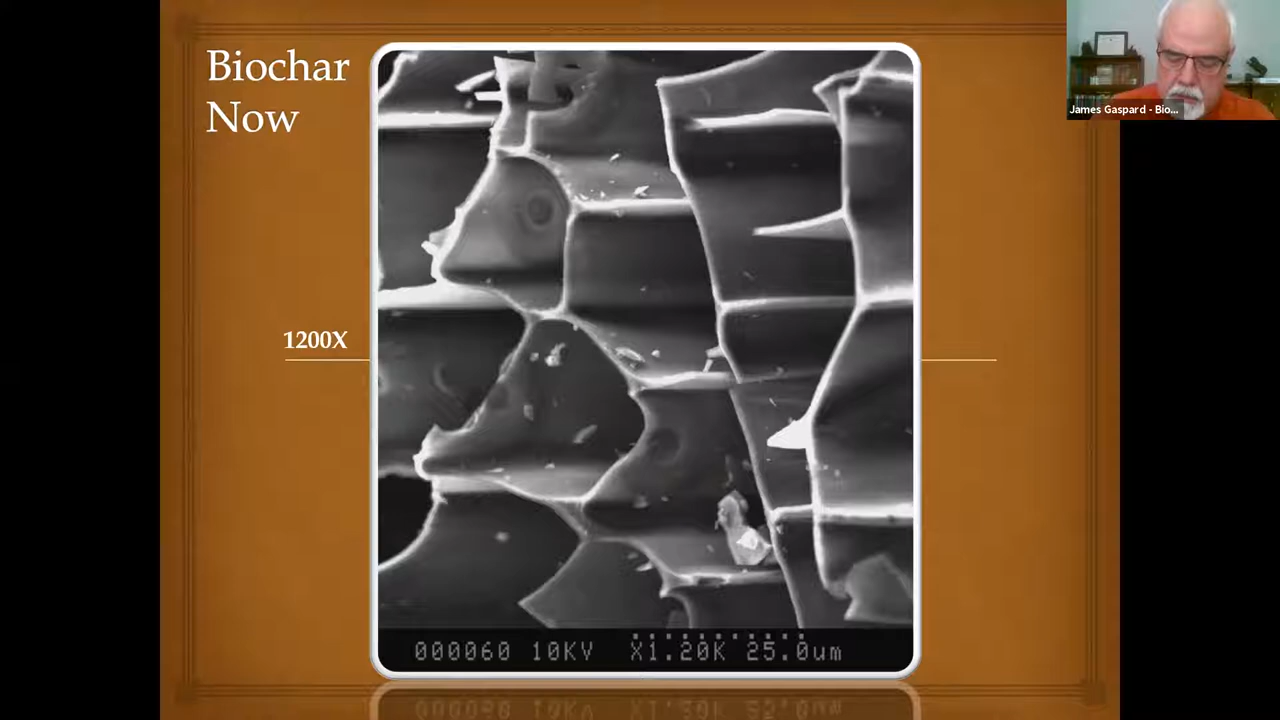 Biochar
Now
James Gaspard - Bio...
1200X
000060 10KV X1.20K 25.0um